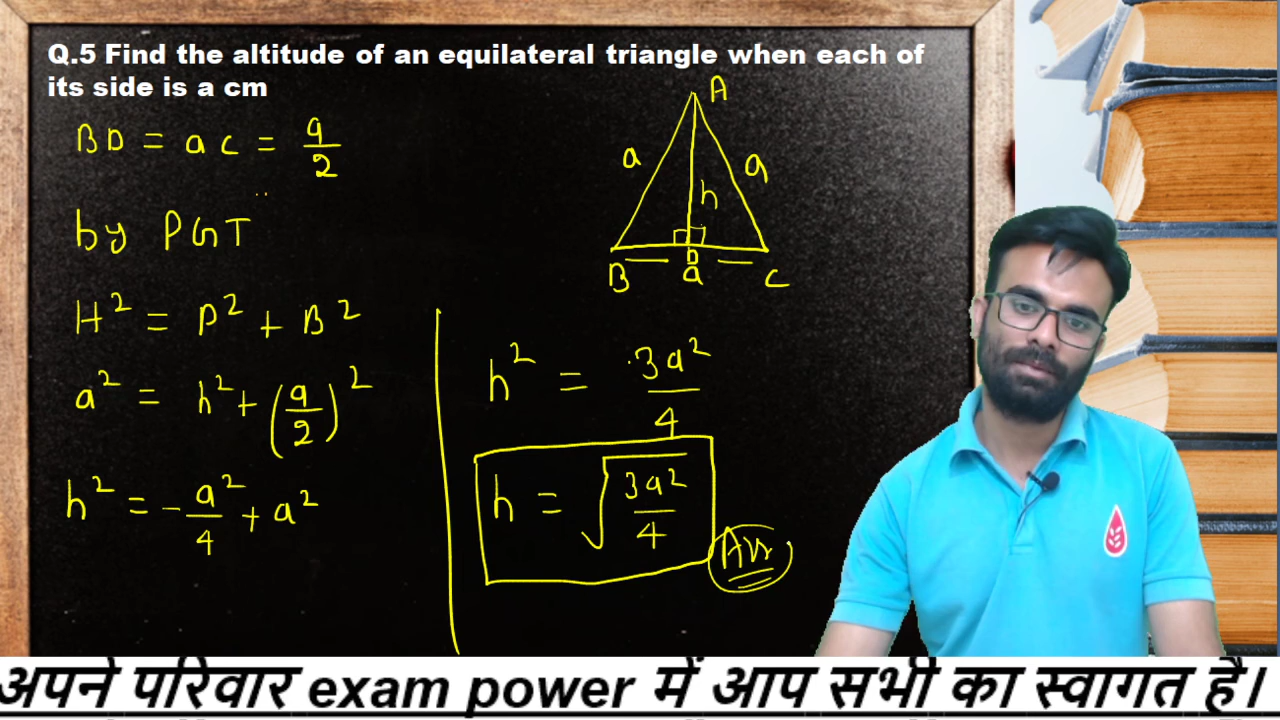 Q.5 Find the altitude of an equilateral triangle when each of
its side is a cm
BD = a c = a/2
by PGT
H² = P² + B²
a² = h² + (a/2)²
h² = -a²/4 + a²
A
a
a
h
B
D
a
C
h² = 3a²/4
h = √(3a²/4)
Ans
अपने परिवार exam power में आप सभी का स्वागत है।